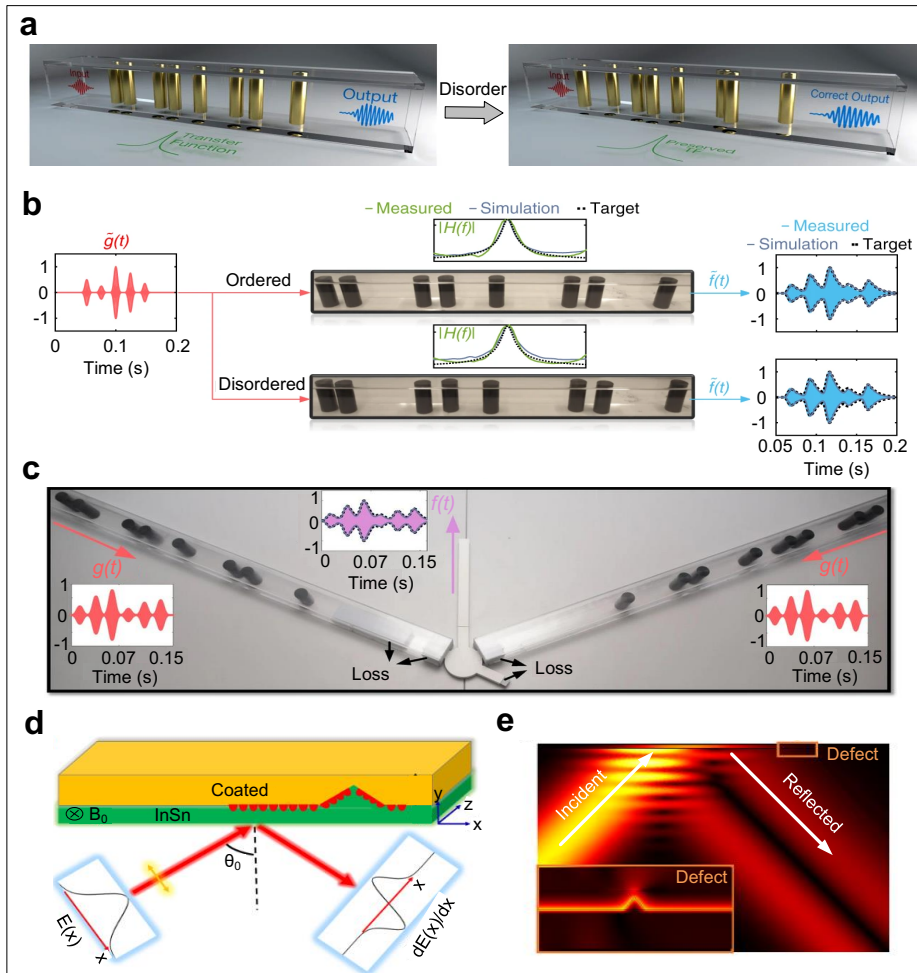 a
Input
Output
Transfer
Function
Disorder
Input
Correct Output
Preserved
TF
b
g̃(t)
1
0
-1
0
0.1
0.2
Time (s)
Ordered
Disordered
Measured
Simulation
Target
|H(f)|
|H(f)|
f̃(t)
f̃(t)
Measured
Simulation
Target
1
0
-1
1
0
-1
0.05
0.1
0.15
0.2
Time (s)
c
g(t)
1
0
-1
0
0.07
0.15
Time (s)
1
0
-1
0
0.07
0.15
Time (s)
f(t)
Loss
Loss
g(t)
1
0
-1
0
0.07
0.15
Time (s)
d
Coated
B₀
InSn
y
z
x
θ₀
E(x)
x
x
dE(x)/dx
e
Defect
Incident
Reflected
Defect